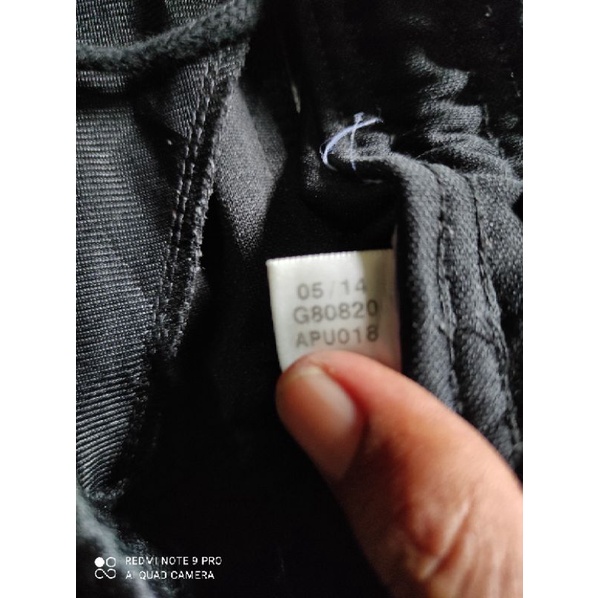 05/14
G80820
APU018
REDMI NOTE 9 PRO
AI QUAD CAMERA